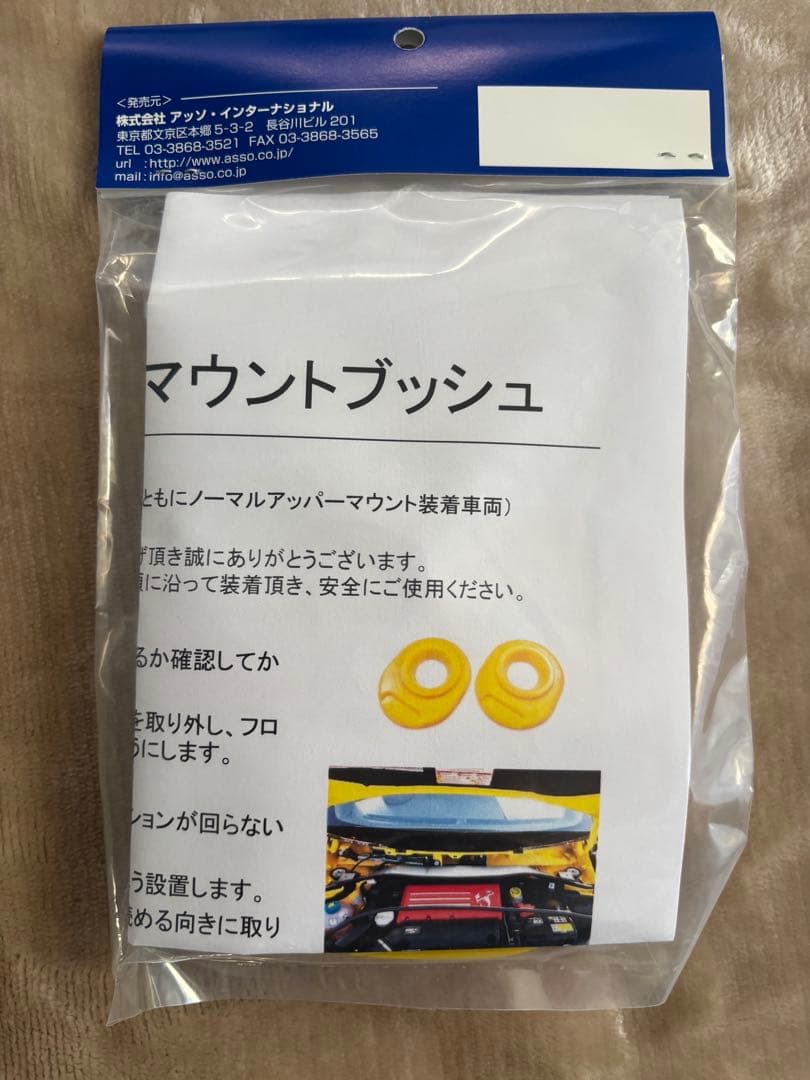 ＜発売元＞
株式会社 アッソ・インターナショナル
東京都文京区本郷5-3-2 長谷川ビル201
TEL 03-3868-3521 FAX 03-3868-3565
url :http://www.asso.co.jp/
mail:info@asso.co.jp
マウントブッシュ
ともにノーマルアッパーマウント装着車両）
頂き誠にありがとうございます。
に沿って装着頂き、安全にご使用ください。
るか確認してか
を取り外し、フロ
うにします。
ションが回らない
う設置します。
める向きに取り